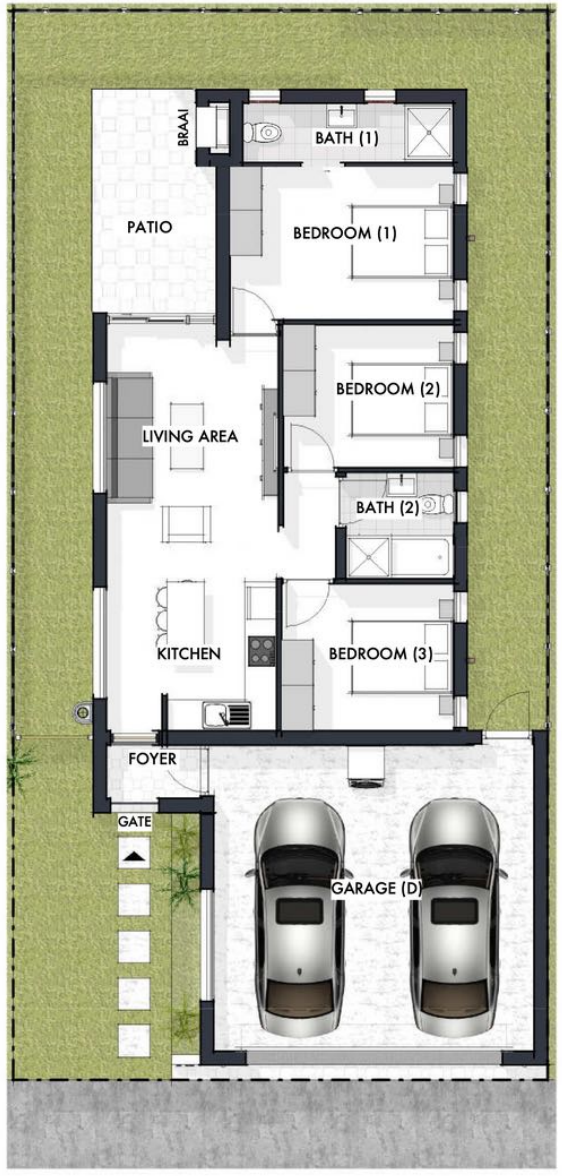 BRAAI
BATH (1)
PATIO
BEDROOM (1)
BEDROOM (2)
LIVING AREA
BATH (2)
KITCHEN
BEDROOM (3)
FOYER
GATE
GARAGE (D)